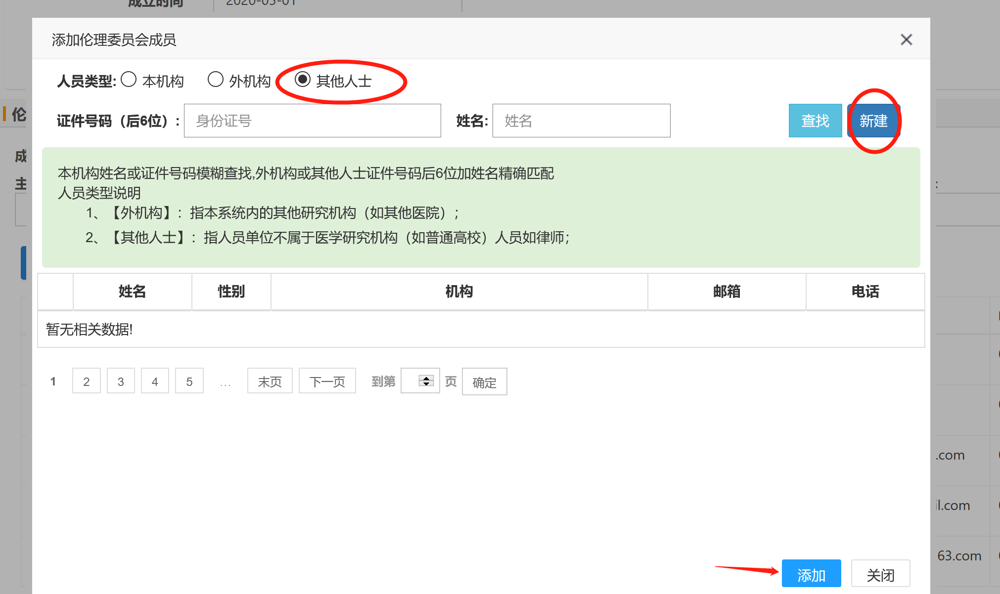 成立的间 2020-05-01
添加伦理委员会成员
人员类型: 本机构 外机构 其他人士
证件号码（后6位）: 身份证号 姓名: 姓名 查找 新建
本机构姓名或证件号码模糊查找,外机构或其他人士证件号码后6位加姓名精确匹配
人员类型说明
1、【外机构】：指本系统内的其他研究机构（如其他医院）;
2、【其他人士】：指人员单位不属于医学研究机构（如普通高校）人员如律师;
姓名 性别 机构 邮箱 电话
暂无相关数据!
1 2 3 4 5 … 末页 下一页 到第 页 确定
添加 关闭
伦
成
主
:
.com
il.com
63.com